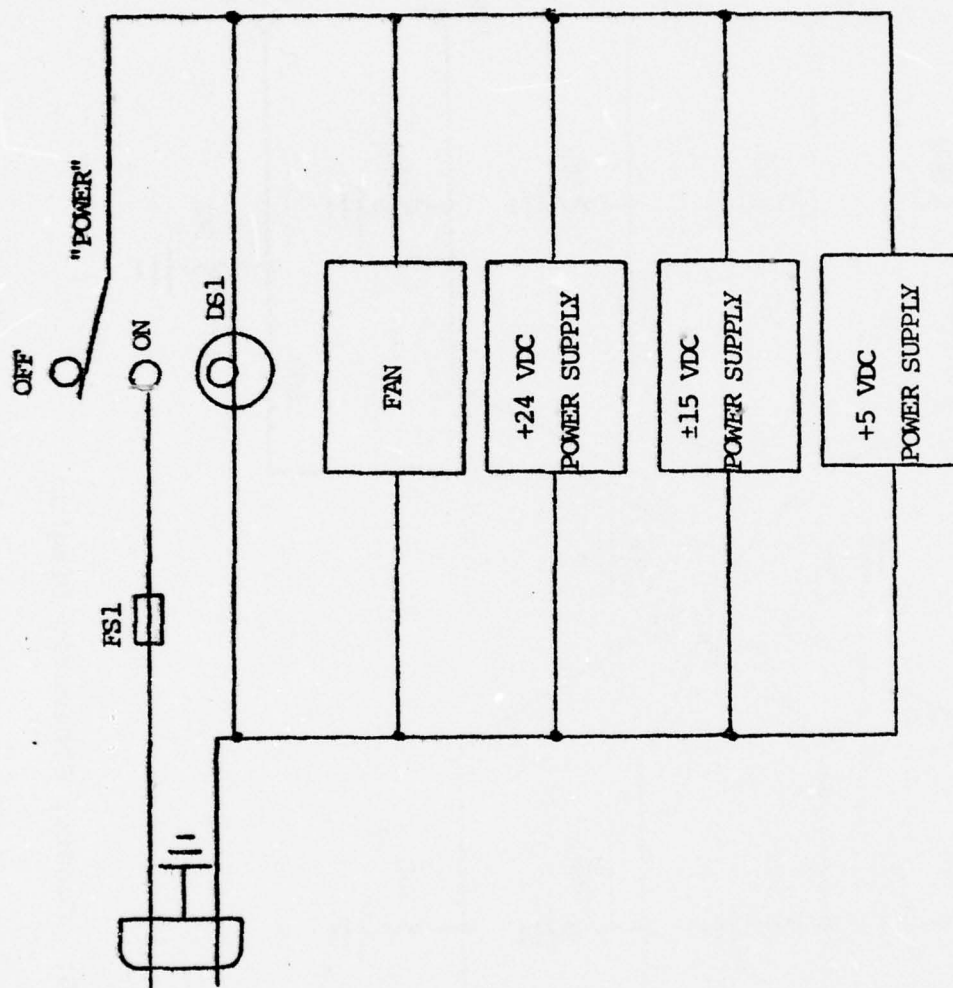 OFF
"POWER"
ON
DS1
FS1
FAN
+24 VDC
POWER SUPPLY
±15 VDC
POWER SUPPLY
+5 VDC
POWER SUPPLY